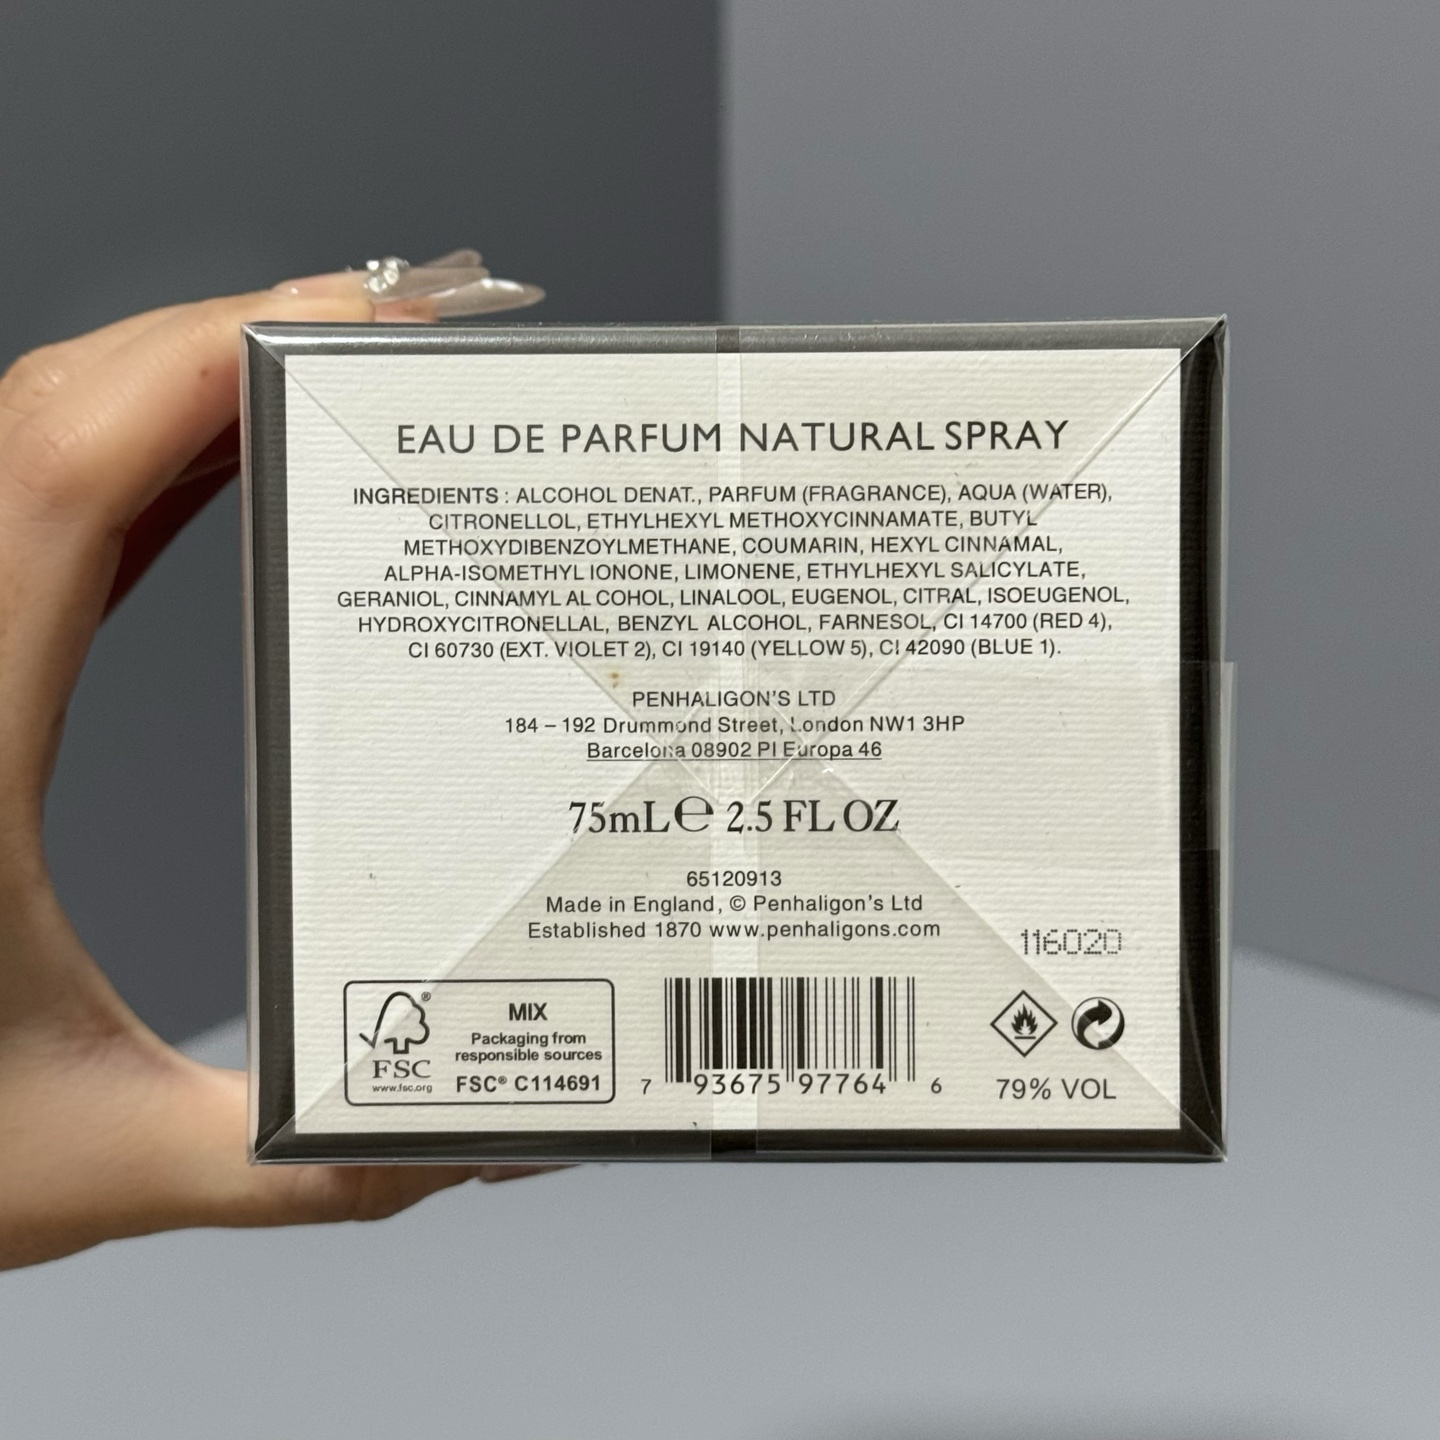 EAU DE PARFUM NATURAL SPRAY
INGREDIENTS : ALCOHOL DENAT., PARFUM (FRAGRANCE), AQUA (WATER),
CITRONELLOL, ETHYLHEXYL METHOXYCINNAMATE, BUTYL
METHOXYDIBENZOYLMETHANE, COUMARIN, HEXYL CINNAMAL,
ALPHA-ISOMETHYL IONONE, LIMONENE, ETHYLHEXYL SALICYLATE,
GERANIOL, CINNAMYL AL COHOL, LINALOOL, EUGENOL, CITRAL, ISOEUGENOL,
HYDROXYCITRONELLAL, BENZYL ALCOHOL, FARNESOL, CI 14700 (RED 4),
CI 60730 (EXT. VIOLET 2), CI 19140 (YELLOW 5), CI 42090 (BLUE 1).
PENHALIGON'S LTD
184 – 192 Drummond Street, London NW1 3HP
Barcelona 08902 Pl Europa 46
75mL ℮ 2.5 FL OZ
65120913
Made in England, © Penhaligon's Ltd
Established 1870 www.penhaligons.com
116020
FSC®
www.fsc.org
MIX
Packaging from
responsible sources
FSC® C114691
7 93675 97764 6
79% VOL